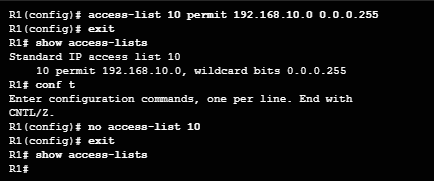 R1(config)# access-list 10 permit 192.168.10.0 0.0.0.255
R1(config)# exit
R1# show access-lists
Standard IP access list 10
10 permit 192.168.10.0, wildcard bits 0.0.0.255
R1# conf t
Enter configuration commands, one per line. End with
CNTL/Z.
R1(config)# no access-list 10
R1(config)# exit
R1# show access-lists
R1#